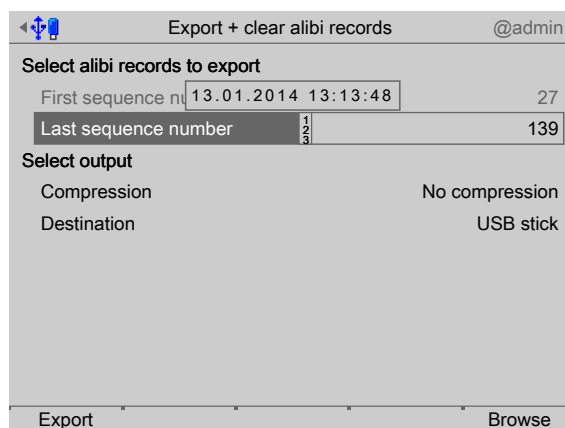 Export + clear alibi records @admin
Select alibi records to export
First sequence nu 13.01.2014 13:13:48 27
Last sequence number 1 2 3 139
Select output
Compression No compression
Destination USB stick
Export Browse